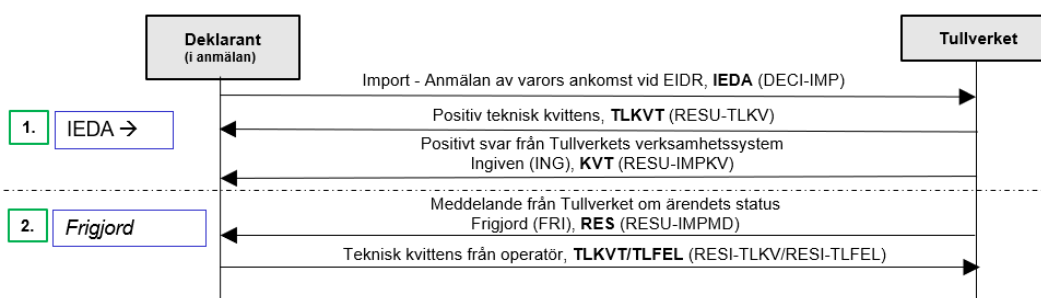 Deklarant
(i anmälan)
Tullverket
Import - Anmälan av varors ankomst vid EIDR, IEDA (DECI-IMP)
1.
IEDA →
Positiv teknisk kvittens, TLKVT (RESU-TLKV)
Positivt svar från Tullverkets verksamhetssystem
Ingiven (ING), KVT (RESU-IMPKV)
2.
Frigjord
Meddelande från Tullverket om ärendets status
Frigjord (FRI), RES (RESU-IMPMD)
Teknisk kvittens från operatör, TLKVT/TLFEL (RESI-TLKV/RESI-TLFEL)